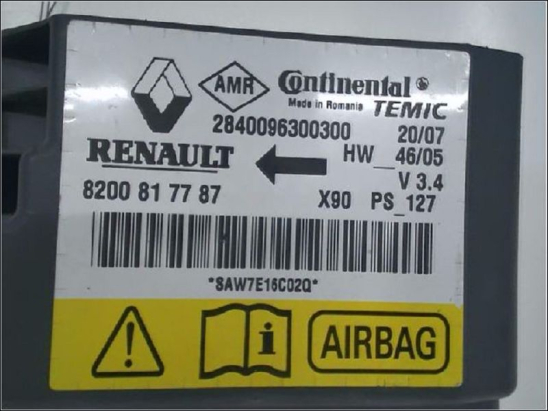 AMR Continental
Made in Romania TEMIC
2840096300300 20/07
RENAULT HW__46/05
V 3.4
8200 81 77 87 X90 PS_127
*SAW7E16C02Q*
i AIRBAG